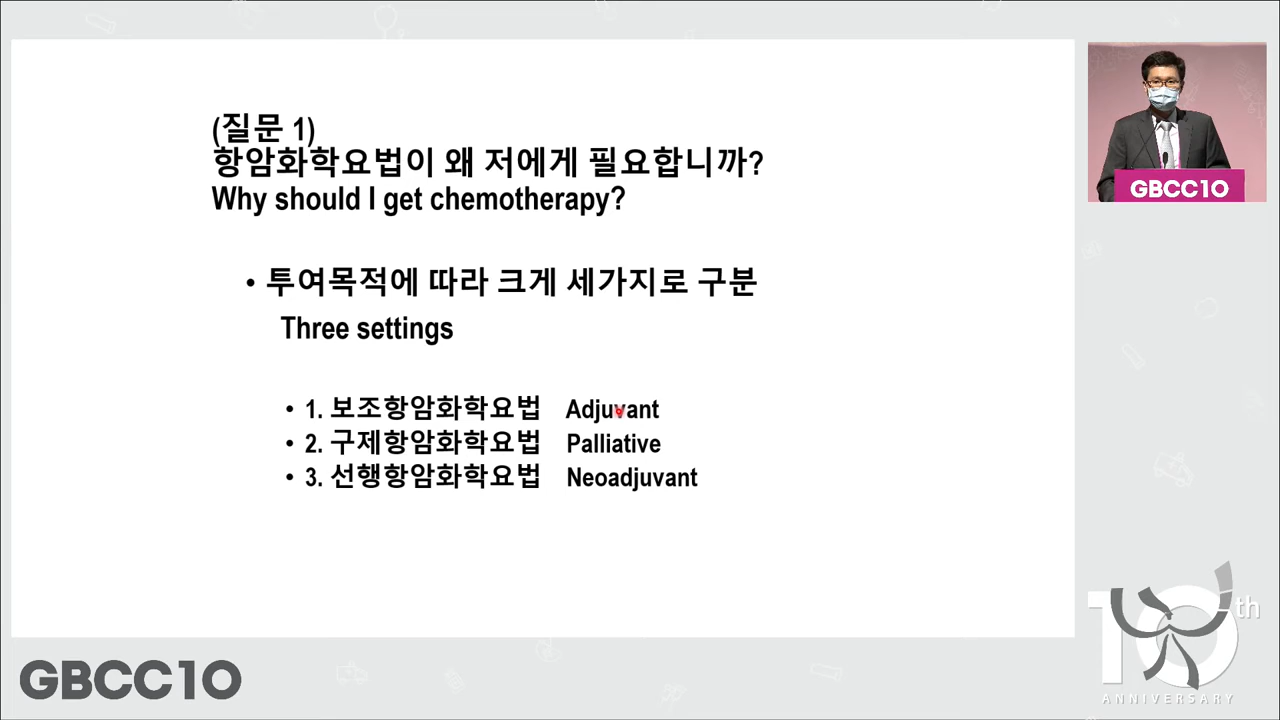 (질문 1)
항암화학요법이 왜 저에게 필요합니까?
Why should I get chemotherapy?
• 투여목적에 따라 크게 세가지로 구분
Three settings
• 1. 보조항암화학요법 Adjuvant
• 2. 구제항암화학요법 Palliative
• 3. 선행항암화학요법 Neoadjuvant
GBCC10
GBCC10
10th
ANNIVERSARY